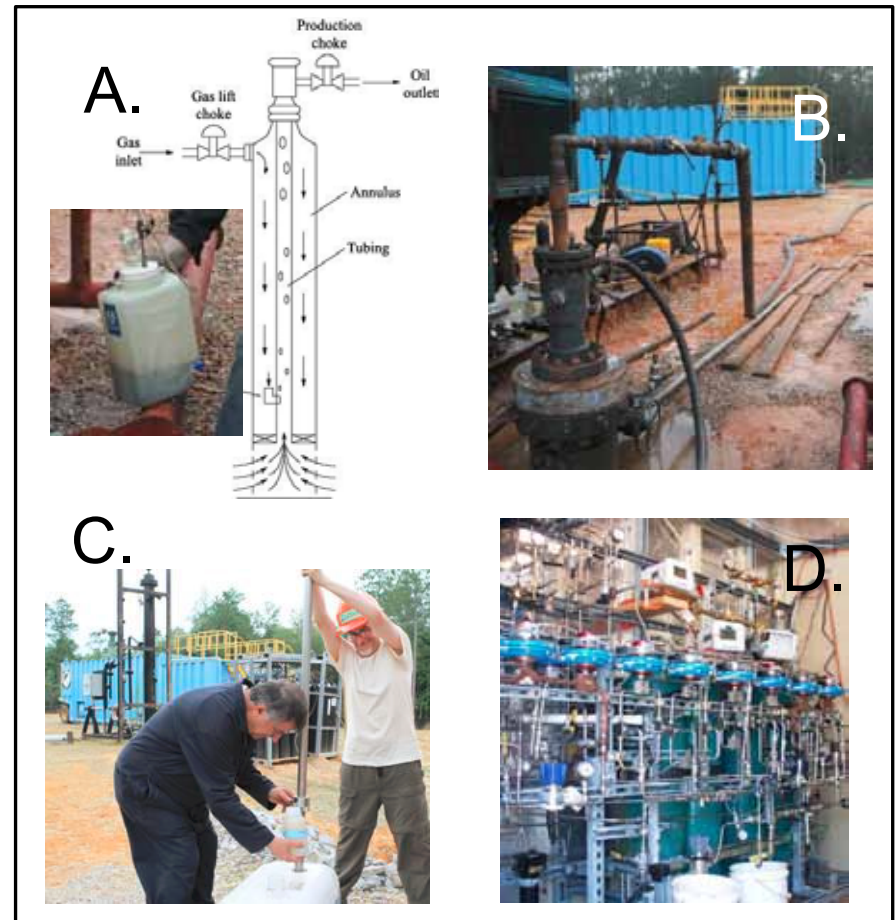 A.
Production
choke
Oil
outlet
Gas lift
choke
Gas
inlet
Annulus
Tubing
B.
C.
D.